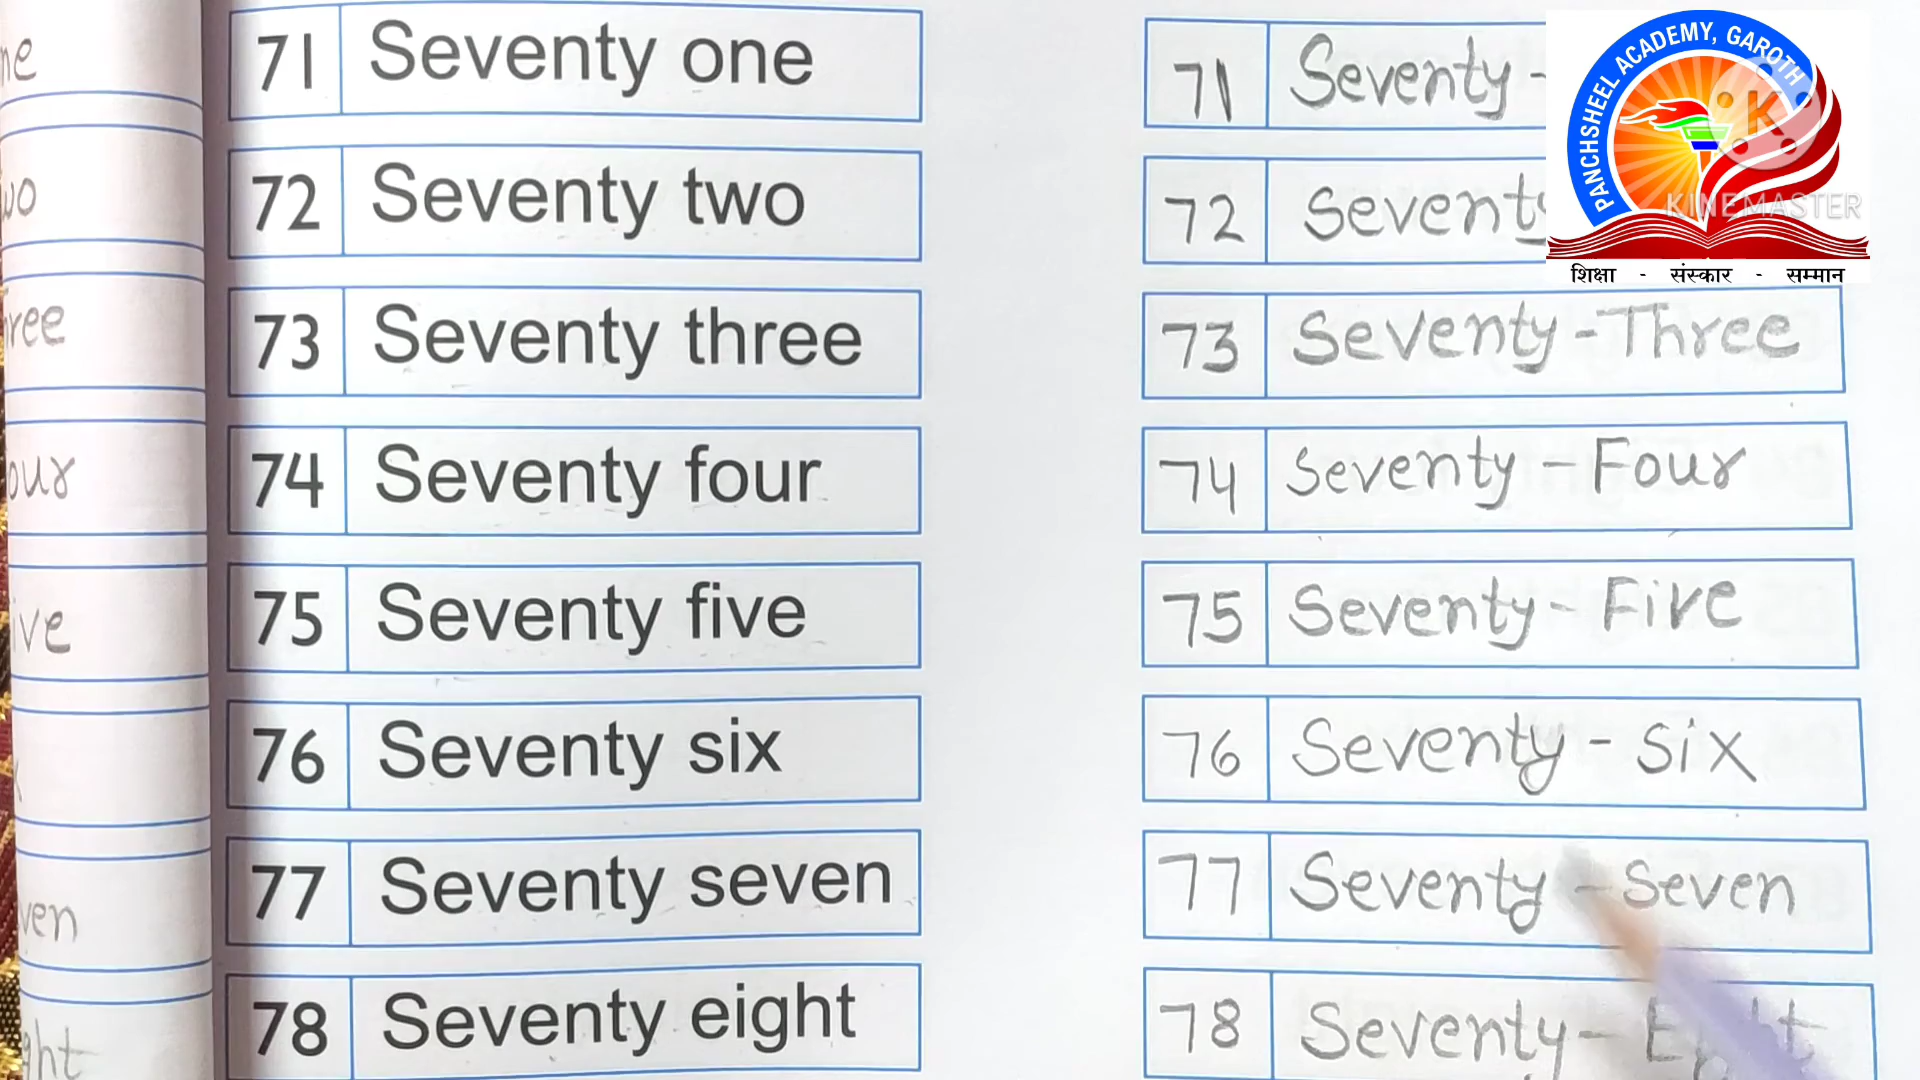 ne
wo
ree
our
ive
x
ven
ght
71 Seventy one
72 Seventy two
73 Seventy three
74 Seventy four
75 Seventy five
76 Seventy six
77 Seventy seven
78 Seventy eight
71 Seventy -
72 Seventy
73 Seventy - Three
74 Seventy - Four
75 Seventy - Five
76 Seventy - Six
77 Seventy - Seven
78 Seventy -
PANCHSHEEL ACADEMY, GAROTH
K
KINEMASTER
शिक्षा - संस्कार - सम्मान